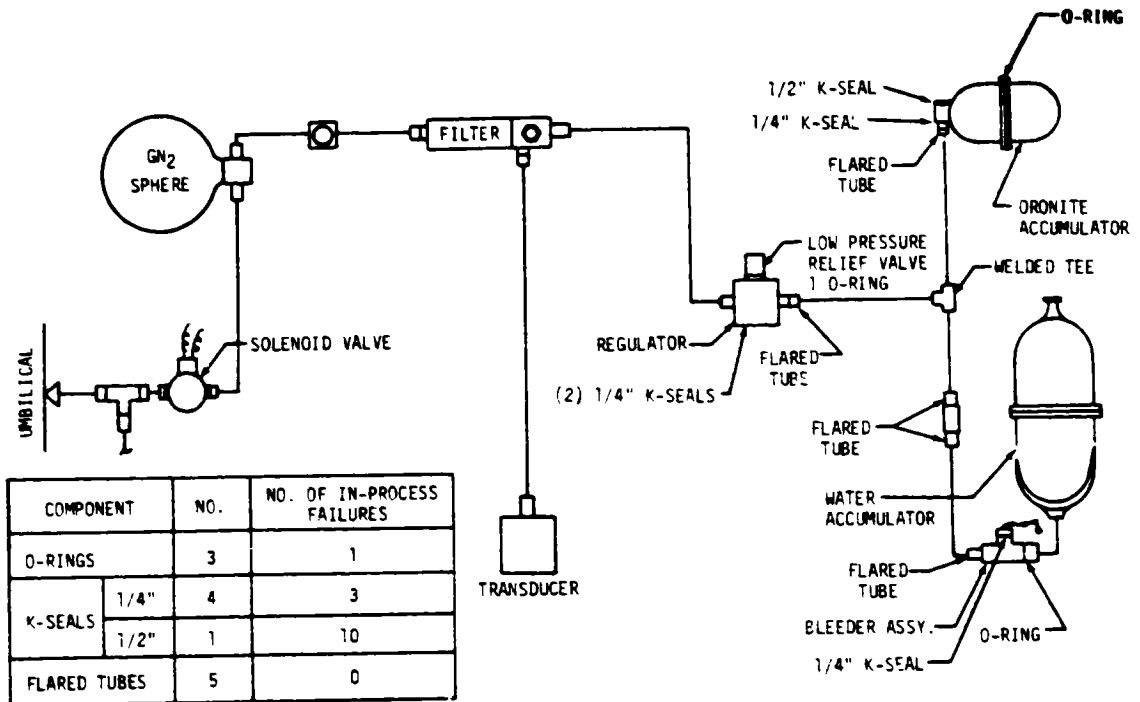 O-RING
1/2" K-SEAL
1/4" K-SEAL
FLARED
TUBE
ORONITE
ACCUMULATOR
GN2
SPHERE
FILTER
LOW PRESSURE
RELIEF VALVE
1 O-RING
WELDED TEE
REGULATOR
FLARED
TUBE
(2) 1/4" K-SEALS
SOLENOID VALVE
UMBILICAL
FLARED
TUBE
WATER
ACCUMULATOR
TRANSDUCER
FLARED
TUBE
BLEEDER ASSY.
O-RING
1/4" K-SEAL
COMPONENT NO. NO. OF IN-PROCESS
FAILURES
O-RINGS 3 1
K-SEALS 1/4" 4 3
1/2" 1 10
FLARED TUBES 5 0